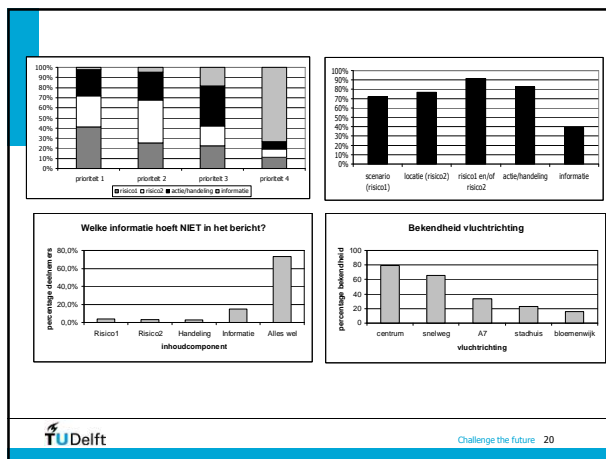 100%
90%
80%
70%
60%
50%
40%
30%
20%
10%
0%
prioriteit 1 prioriteit 2 prioriteit 3 prioriteit 4
risico1 risico2 actie/handeling informatie
100%
90%
80%
70%
60%
50%
40%
30%
20%
10%
0%
scenario locatie (risico2) risico1 en/of actie/handeling informatie
(risico1) risico2
Welke informatie hoeft NIET in het bericht?
percentage deelnemers
80,0%
60,0%
40,0%
20,0%
0,0%
Risico1 Risico2 Handeling Informatie Alles wel
inhoudcomponent
Bekendheid vluchtrichting
percentage bekendheid
100
80
60
40
20
0
centrum snelweg A7 stadhuis bloemenwijk
vluchtrichting
TUDelft
Challenge the future 20